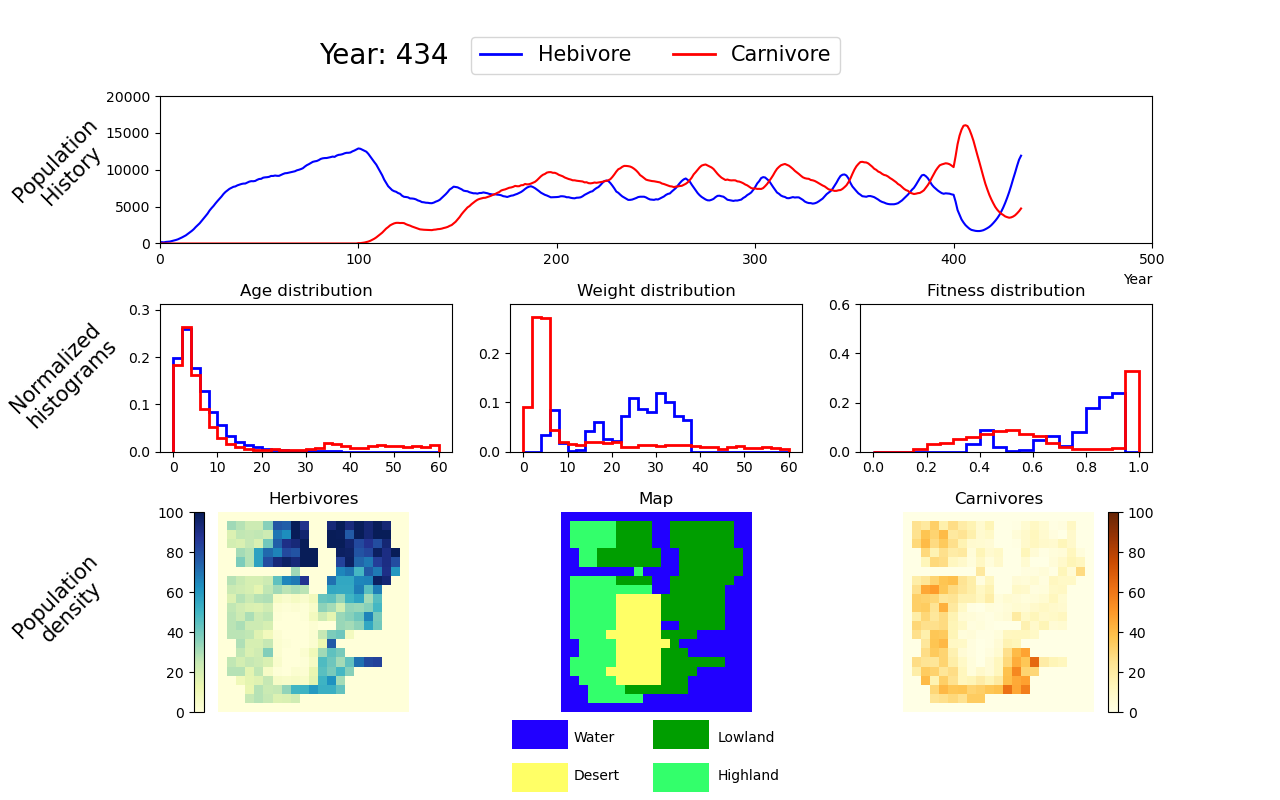 Year: 434
Hebivore
Carnivore
Population
History
20000
15000
10000
5000
0
0
100
200
300
400
500
Year
Normalized
histograms
Age distribution
0.3
0.2
0.1
0.0
0
10
20
30
40
50
60
Weight distribution
0.2
0.1
0.0
0
10
20
30
40
50
60
Fitness distribution
0.6
0.4
0.2
0.0
0.0
0.2
0.4
0.6
0.8
1.0
Population
density
Herbivores
100
80
60
40
20
0
Map
Carnivores
100
80
60
40
20
0
Water
Lowland
Desert
Highland